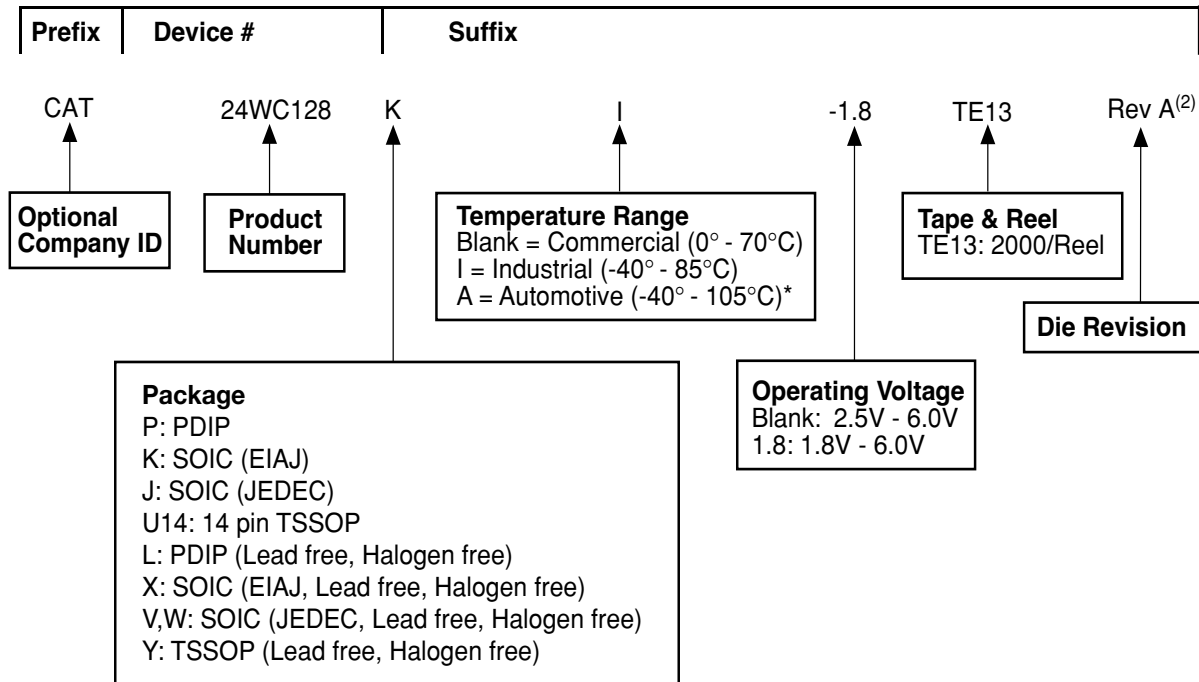 Prefix Device # Suffix
CAT 24WC128 K I -1.8 TE13 Rev A(2)
Optional
Company ID
Product
Number
Temperature Range
Blank = Commercial (0° - 70°C)
I = Industrial (-40° - 85°C)
A = Automotive (-40° - 105°C)*
Tape & Reel
TE13: 2000/Reel
Die Revision
Package
P: PDIP
K: SOIC (EIAJ)
J: SOIC (JEDEC)
U14: 14 pin TSSOP
L: PDIP (Lead free, Halogen free)
X: SOIC (EIAJ, Lead free, Halogen free)
V,W: SOIC (JEDEC, Lead free, Halogen free)
Y: TSSOP (Lead free, Halogen free)
Operating Voltage
Blank: 2.5V - 6.0V
1.8: 1.8V - 6.0V